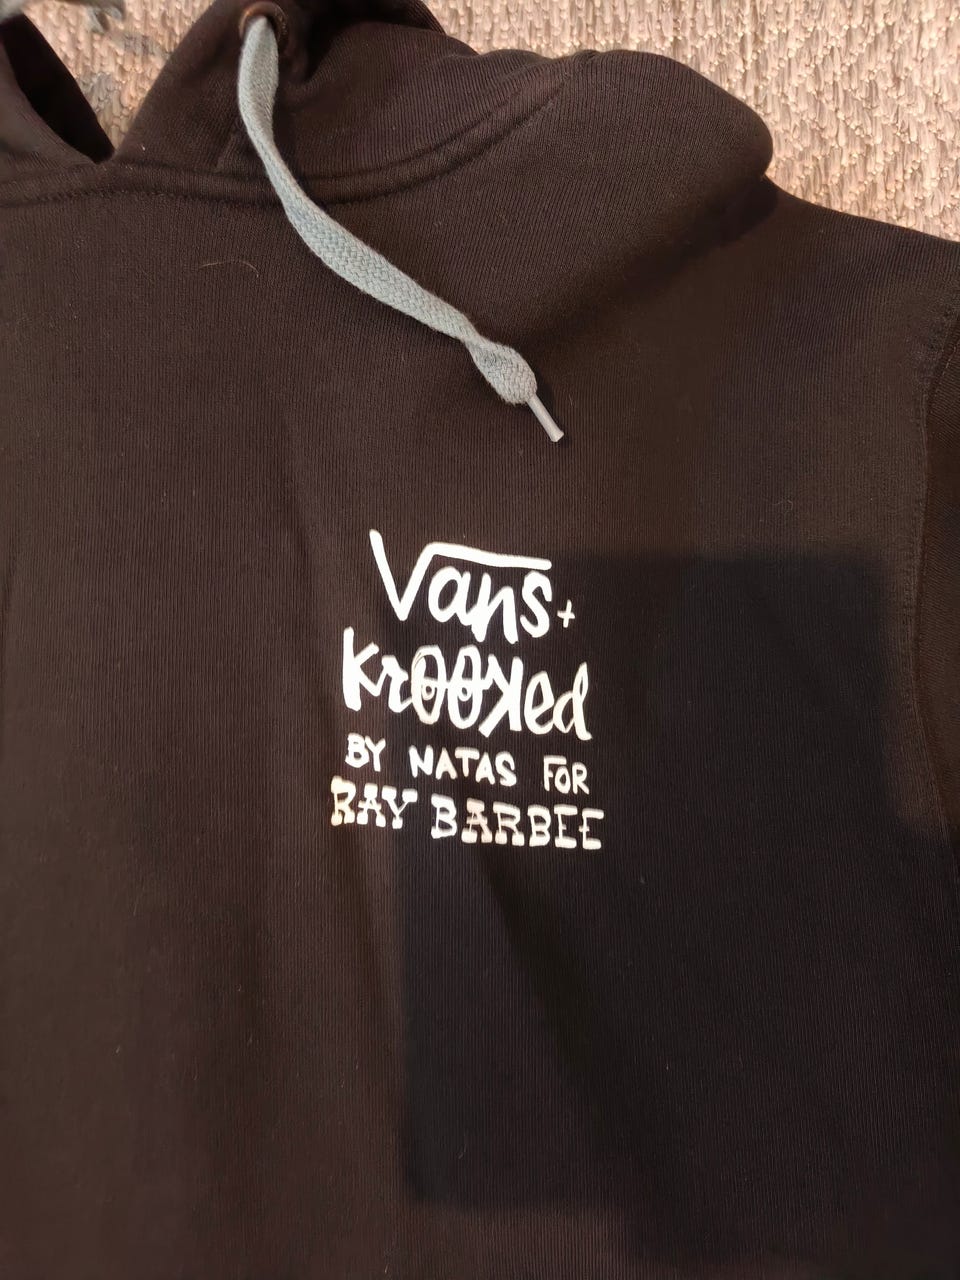 Vans +
krooked
BY NATAS FOR
RAY BARBEE